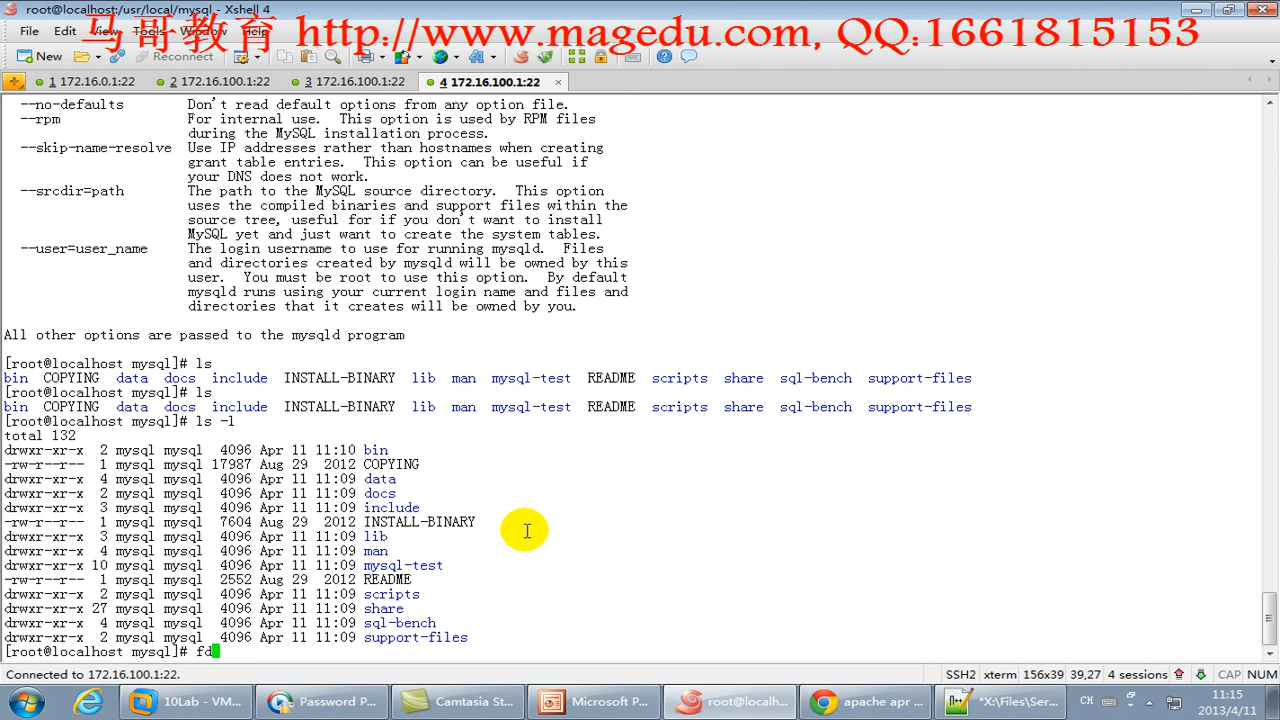 root@localhost:/usr/local/mysql - Xshell 4
File Edit View Tools Window Help
马哥教育 http://www.magedu.com, QQ:1661815153
New Reconnect
1 172.16.0.1:22 2 172.16.100.1:22 3 172.16.100.1:22 4 172.16.100.1:22
--no-defaults Don't read default options from any option file.
--rpm For internal use. This option is used by RPM files
during the MySQL installation process.
--skip-name-resolve Use IP addresses rather than hostnames when creating
grant table entries. This option can be useful if
your DNS does not work.
--srcdir=path The path to the MySQL source directory. This option
uses the compiled binaries and support files within the
source tree, useful for if you don't want to install
MySQL yet and just want to create the system tables.
--user=user_name The login username to use for running mysqld. Files
and directories created by mysqld will be owned by this
user. You must be root to use this option. By default
mysqld runs using your current login name and files and
directories that it creates will be owned by you.
All other options are passed to the mysqld program
[root@localhost mysql]# ls
bin COPYING data docs include INSTALL-BINARY lib man mysql-test README scripts share sql-bench support-files
[root@localhost mysql]# ls
bin COPYING data docs include INSTALL-BINARY lib man mysql-test README scripts share sql-bench support-files
[root@localhost mysql]# ls -l
total 132
drwxr-xr-x 2 mysql mysql 4096 Apr 11 11:10 bin
-rw-r--r-- 1 mysql mysql 17987 Aug 29 2012 COPYING
drwxr-xr-x 4 mysql mysql 4096 Apr 11 11:09 data
drwxr-xr-x 2 mysql mysql 4096 Apr 11 11:09 docs
drwxr-xr-x 3 mysql mysql 4096 Apr 11 11:09 include
-rw-r--r-- 1 mysql mysql 7604 Aug 29 2012 INSTALL-BINARY
drwxr-xr-x 3 mysql mysql 4096 Apr 11 11:09 lib
drwxr-xr-x 4 mysql mysql 4096 Apr 11 11:09 man
drwxr-xr-x 10 mysql mysql 4096 Apr 11 11:09 mysql-test
-rw-r--r-- 1 mysql mysql 2552 Aug 29 2012 README
drwxr-xr-x 2 mysql mysql 4096 Apr 11 11:09 scripts
drwxr-xr-x 27 mysql mysql 4096 Apr 11 11:09 share
drwxr-xr-x 4 mysql mysql 4096 Apr 11 11:09 sql-bench
drwxr-xr-x 2 mysql mysql 4096 Apr 11 11:09 support-files
[root@localhost mysql]# fd
Connected to 172.16.100.1:22. SSH2 xterm 156x39 39,27 4 sessions CAP NUM
10Lab - VM... Password P... Camtasia St... Microsoft P... root@localh... apache apr ... *X:\Files\Ser... CH 11:15
2013/4/11